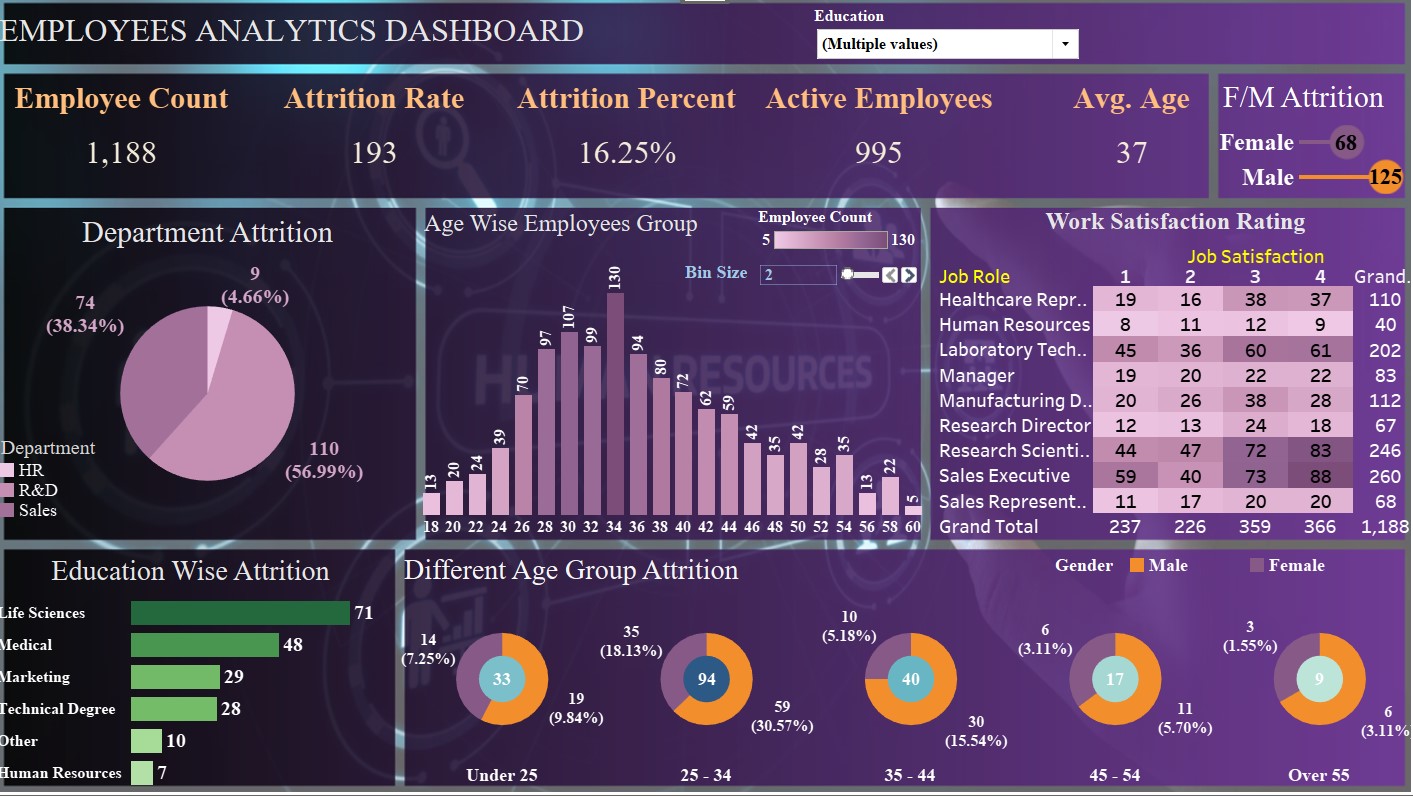 EMPLOYEES ANALYTICS DASHBOARD
Education
(Multiple values)
Employee Count
1,188
Attrition Rate
193
Attrition Percent
16.25%
Active Employees
995
Avg. Age
37
F/M Attrition
Female 68
Male 125
Department Attrition
9
(4.66%)
74
(38.34%)
110
(56.99%)
Department
HR
R&D
Sales
Age Wise Employees Group
Employee Count
5 130
Bin Size 2
HUMAN RESOURCES
13 20 24 39 70 97 107 99 130 94 80 72 62 59 42 35 42 28 35 13 22 5
18 20 22 24 26 28 30 32 34 36 38 40 42 44 46 48 50 52 54 56 58 60
Work Satisfaction Rating
Job Satisfaction
Job Role 1 2 3 4 Grand.
Healthcare Repr.. 19 16 38 37 110
Human Resources 8 11 12 9 40
Laboratory Tech.. 45 36 60 61 202
Manager 19 20 22 22 83
Manufacturing D.. 20 26 38 28 112
Research Director 12 13 24 18 67
Research Scienti.. 44 47 72 83 246
Sales Executive 59 40 73 88 260
Sales Represent.. 11 17 20 20 68
Grand Total 237 226 359 366 1,188
Education Wise Attrition
Life Sciences 71
Medical 48
Marketing 29
Technical Degree 28
Other 10
Human Resources 7
Different Age Group Attrition
Gender Male Female
14
(7.25%)
33
19
(9.84%)
Under 25
35
(18.13%)
94
59
(30.57%)
25 - 34
10
(5.18%)
40
30
(15.54%)
35 - 44
6
(3.11%)
17
11
(5.70%)
45 - 54
3
(1.55%)
9
6
(3.11%
Over 55